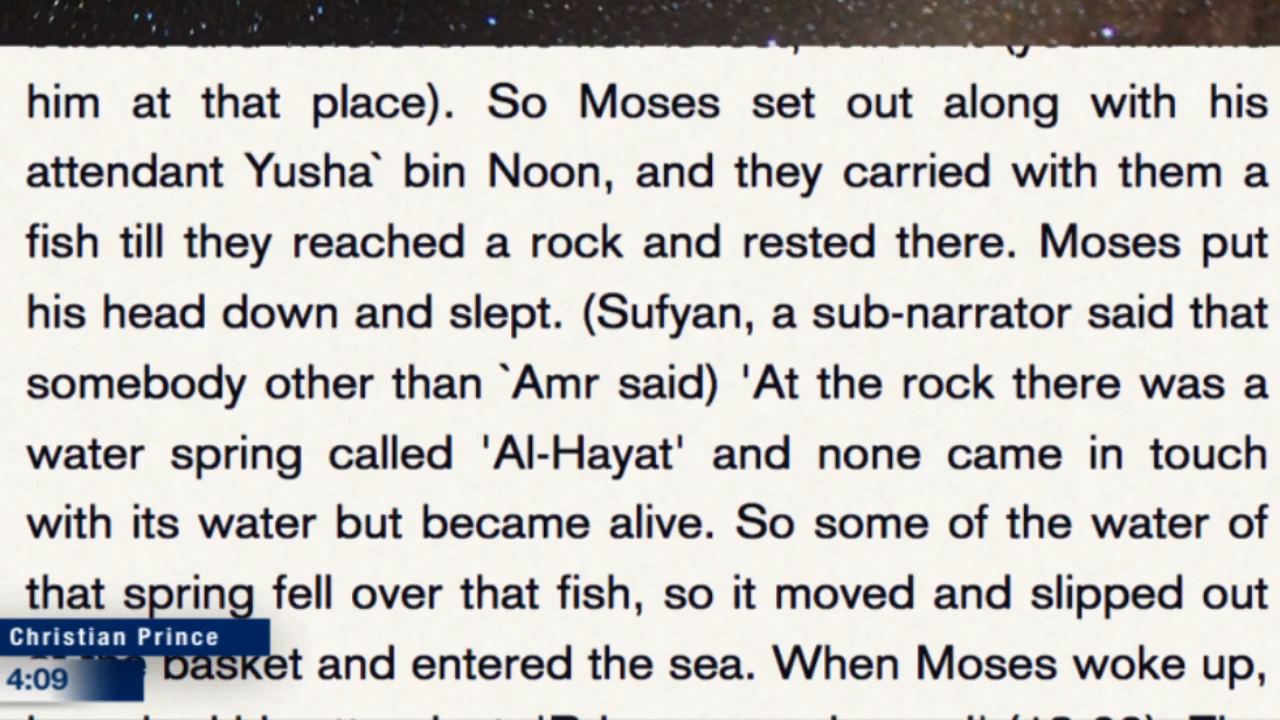 him at that place). So Moses set out along with his
attendant Yusha` bin Noon, and they carried with them a
fish till they reached a rock and rested there. Moses put
his head down and slept. (Sufyan, a sub-narrator said that
somebody other than `Amr said) 'At the rock there was a
water spring called 'Al-Hayat' and none came in touch
with its water but became alive. So some of the water of
that spring fell over that fish, so it moved and slipped out
basket and entered the sea. When Moses woke up,
Christian Prince
4:09